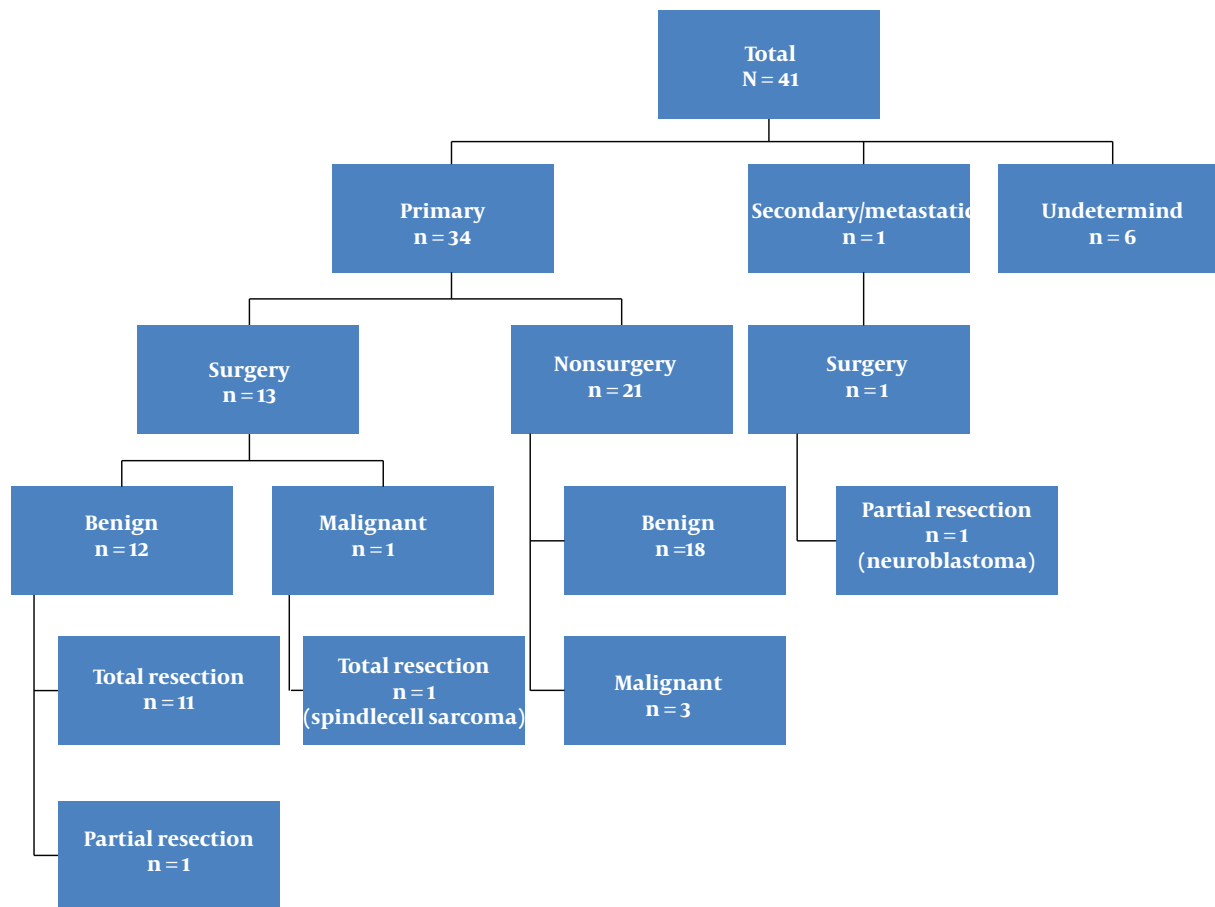 Total
N = 41
Primary
n = 34
Secondary/metastatic
n = 1
Undetermind
n = 6
Surgery
n = 13
Nonsurgery
n = 21
Surgery
n = 1
Benign
n = 12
Malignant
n = 1
Benign
n =18
Partial resection
n = 1
(neuroblastoma)
Total resection
n = 11
Total resection
n = 1
(spindlecell sarcoma)
Malignant
n = 3
Partial resection
n = 1